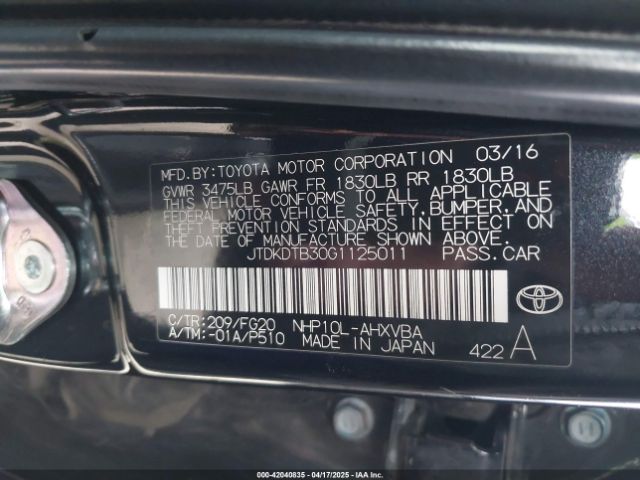 MFD.BY:TOYOTA MOTOR CORPORATION 03/16
GVWR 3475LB GAWR FR 1830LB RR 1830LB
THIS VEHICLE CONFORMS TO ALL APPLICABLE
FEDERAL MOTOR VEHICLE SAFETY,BUMPER,AND
THEFT PREVENTION STANDARDS IN EFFECT ON
THE DATE OF MANUFACTURE SHOWN ABOVE.
JTDKDTB30G1125011 PASS.CAR
C/TR:209/FG20 NHP10L-AHXVBA
A/TM:-01A/P510 MADE IN JAPAN 422 A
000-42040835 - 04/17/2025 - IAA, Inc.